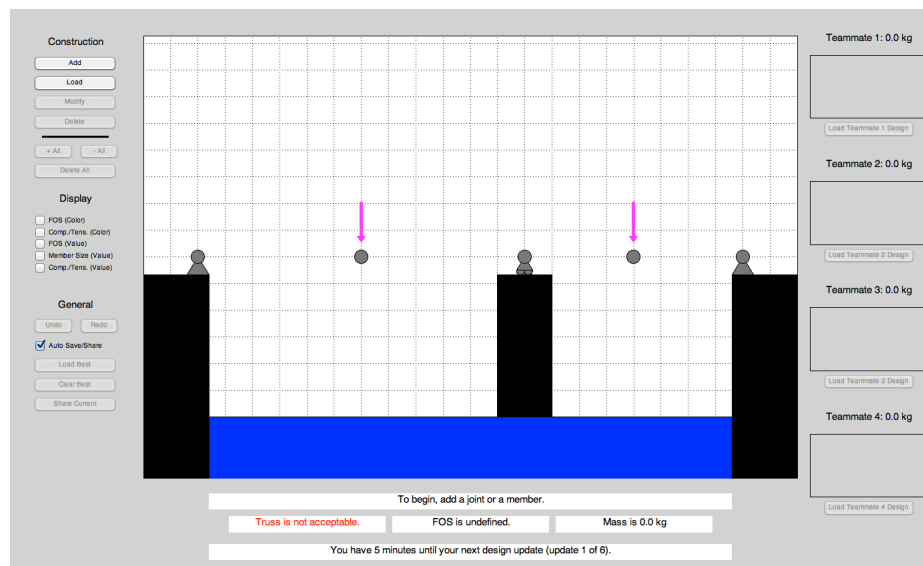 Construction
Add
Load
Modify
Delete
+ All
- All
Delete All
Display
FOS (Color)
Comp./Tens. (Color)
FOS (Value)
Member Size (Value)
Comp./Tens. (Value)
General
Undo
Redo
Auto Save/Share
Load Best
Clear Best
Share Current
To begin, add a joint or a member.
Truss is not acceptable.
FOS is undefined.
Mass is 0.0 kg
You have 5 minutes until your next design update (update 1 of 6).
Teammate 1: 0.0 kg
Load Teammate 1 Design
Teammate 2: 0.0 kg
Load Teammate 2 Design
Teammate 3: 0.0 kg
Load Teammate 3 Design
Teammate 4: 0.0 kg
Load Teammate 4 Design